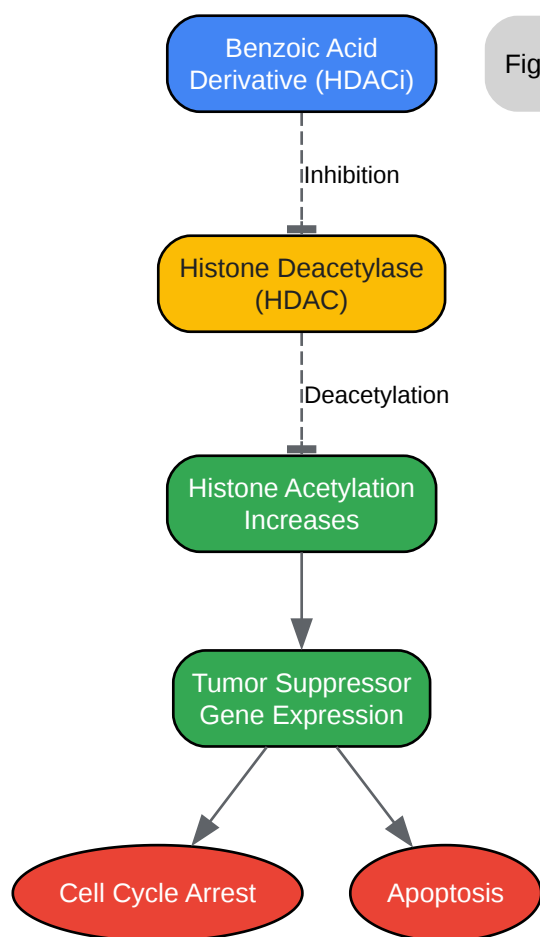 Benzoic Acid
Derivative (HDACi)
Fig
Inhibition
Histone Deacetylase
(HDAC)
Deacetylation
Histone Acetylation
Increases
Tumor Suppressor
Gene Expression
Cell Cycle Arrest
Apoptosis